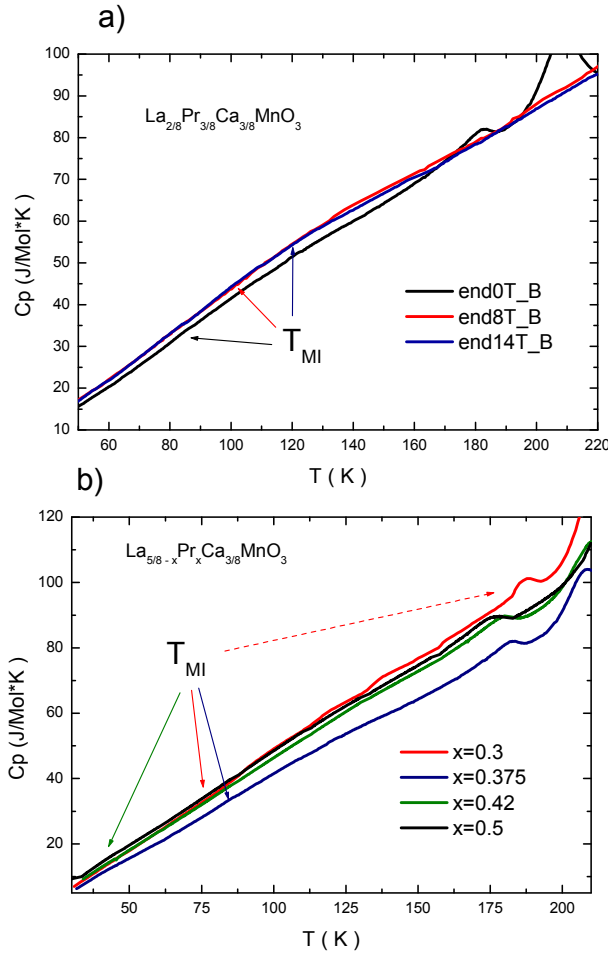 a)
100
90
80
70
60
50
40
30
20
10
Cp (J/Mol*K)
La2/8Pr3/8Ca3/8MnO3
end0T_B
end8T_B
end14T_B
TMI
60 80 100 120 140 160 180 200 220
T ( K )
b)
120
100
80
60
40
20
Cp (J/Mol*K)
La5/8 - xPrxCa3/8MnO3
TMI
x=0.3
x=0.375
x=0.42
x=0.5
50 75 100 125 150 175 200
T ( K )